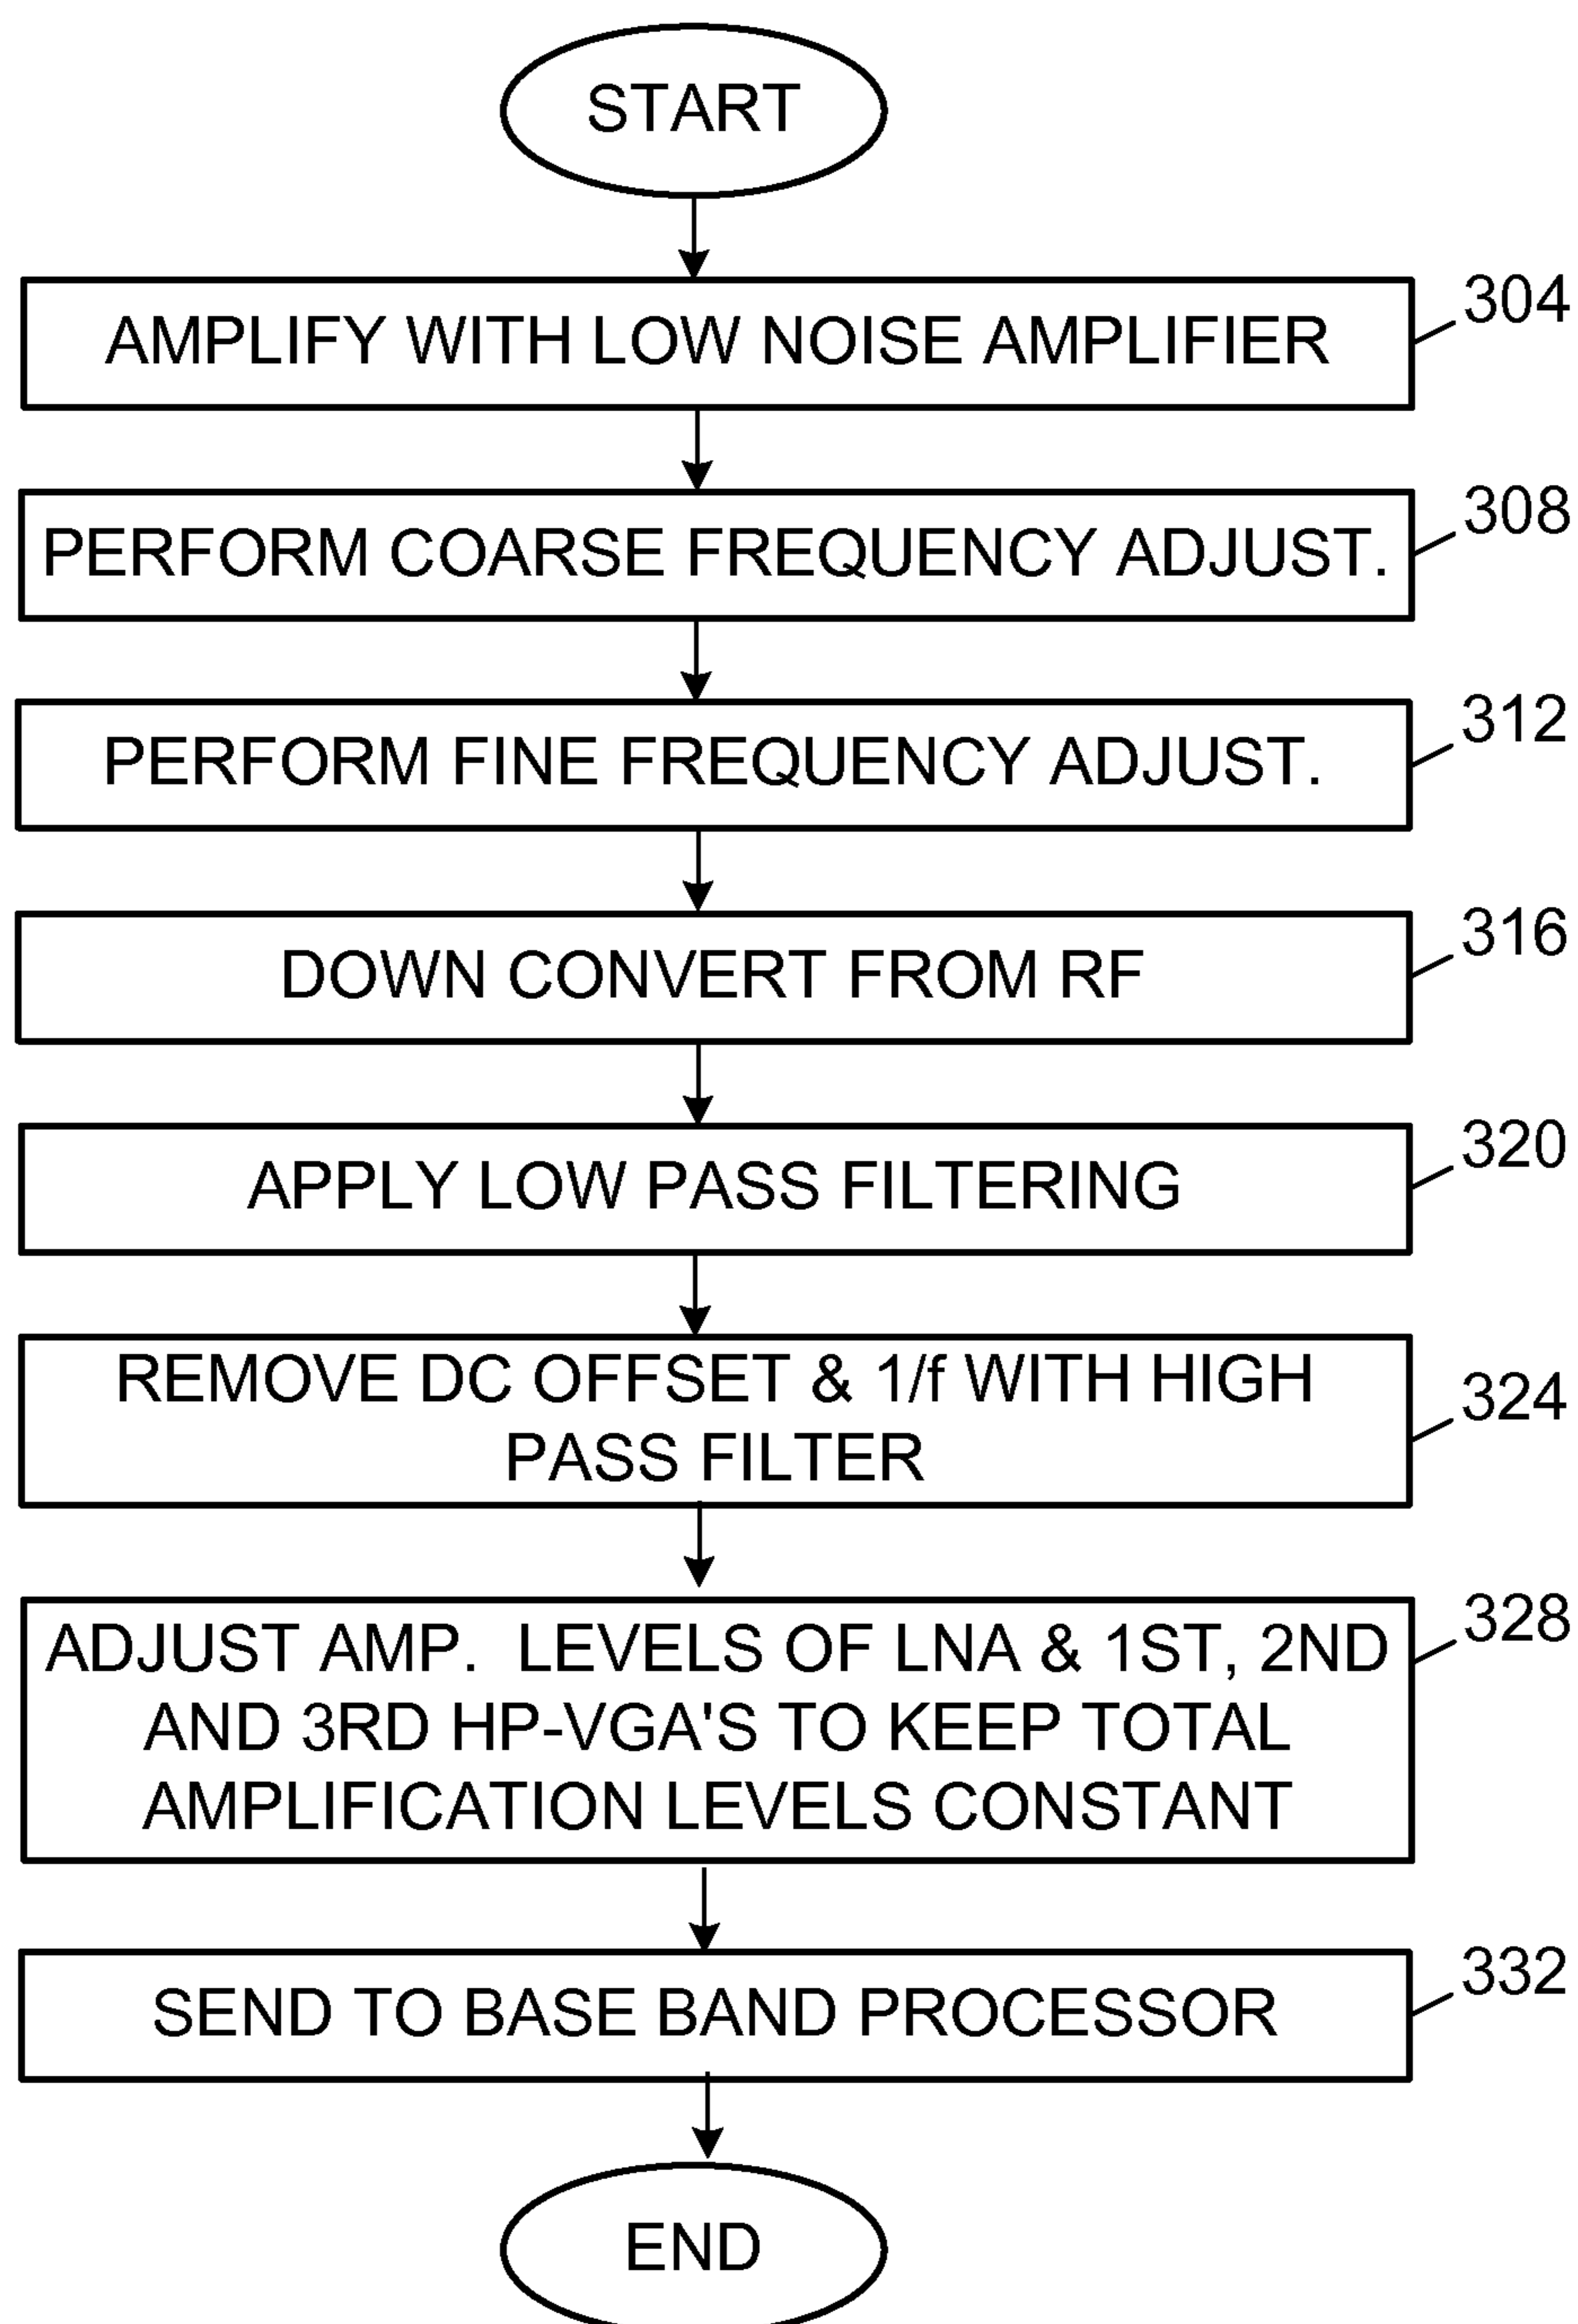 START
AMPLIFY WITH LOW NOISE AMPLIFIER
304
PERFORM COARSE FREQUENCY ADJUST.
308
PERFORM FINE FREQUENCY ADJUST.
312
DOWN CONVERT FROM RF
316
APPLY LOW PASS FILTERING
320
REMOVE DC OFFSET & 1/f WITH HIGH
PASS FILTER
324
ADJUST AMP. LEVELS OF LNA & 1ST, 2ND
AND 3RD HP-VGA'S TO KEEP TOTAL
AMPLIFICATION LEVELS CONSTANT
328
SEND TO BASE BAND PROCESSOR
332
END